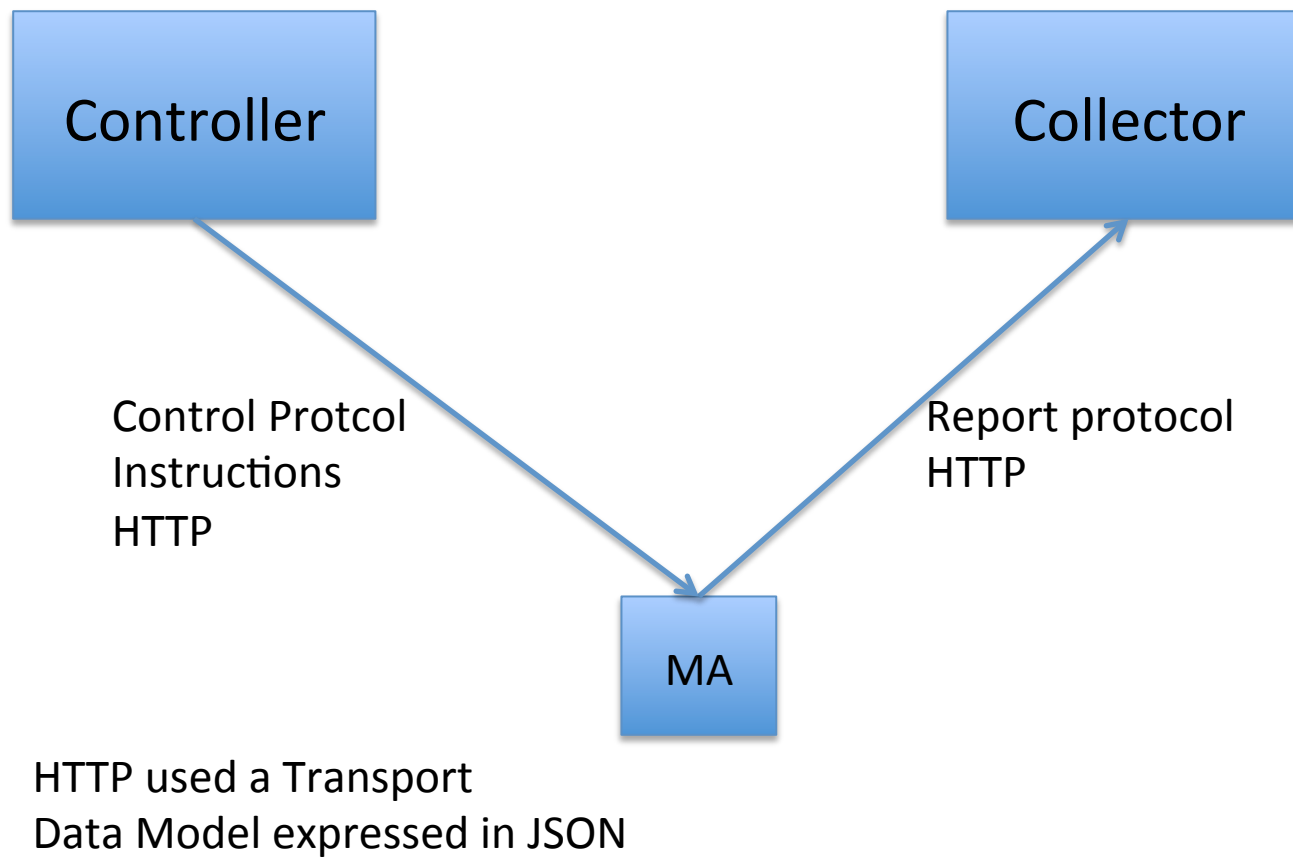 Controller
Collector
Control Protcol
Instructions
HTTP
Report protocol
HTTP
MA
HTTP used a Transport
Data Model expressed in JSON